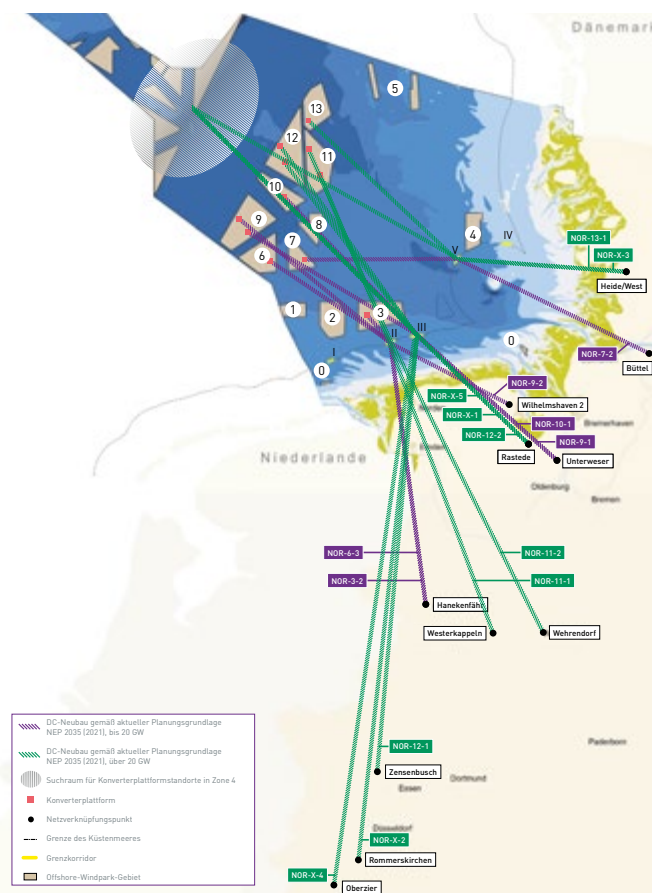 Dänemark
5
13
12
11
10
9
8
7
6
4
IV
V
NOR-13-1
NOR-X-3
Heide/West
1
2
3
III
II
I
0
0
Büttel
NOR-7-2
NOR-9-2
NOR-X-5
Wilhelmshaven 2
NOR-X-1
NOR-10-1
Bremerhaven
NOR-12-2
NOR-9-1
Niederlande
Rastede
Unterweser
Oldenburg
Bremen
NOR-6-3
NOR-11-2
NOR-3-2
NOR-11-1
Hanekenfähr
Westerkappeln
Wehrendorf
DC-Neubau gemäß aktueller Planungsgrundlage
NEP 2035 (2021), bis 20 GW
DC-Neubau gemäß aktueller Planungsgrundlage
NEP 2035 (2021), über 20 GW
Suchraum für Konverterplattformstandorte in Zone 4
Konverterplattform
Netzverknüpfungspunkt
Grenze des Küstenmeeres
Grenzkorridor
Offshore-Windpark-Gebiet
NOR-12-1
Paderborn
Zensenbusch
Dortmund
Essen
Düsseldorf
NOR-X-2
Rommerskirchen
NOR-X-4
Oberzier